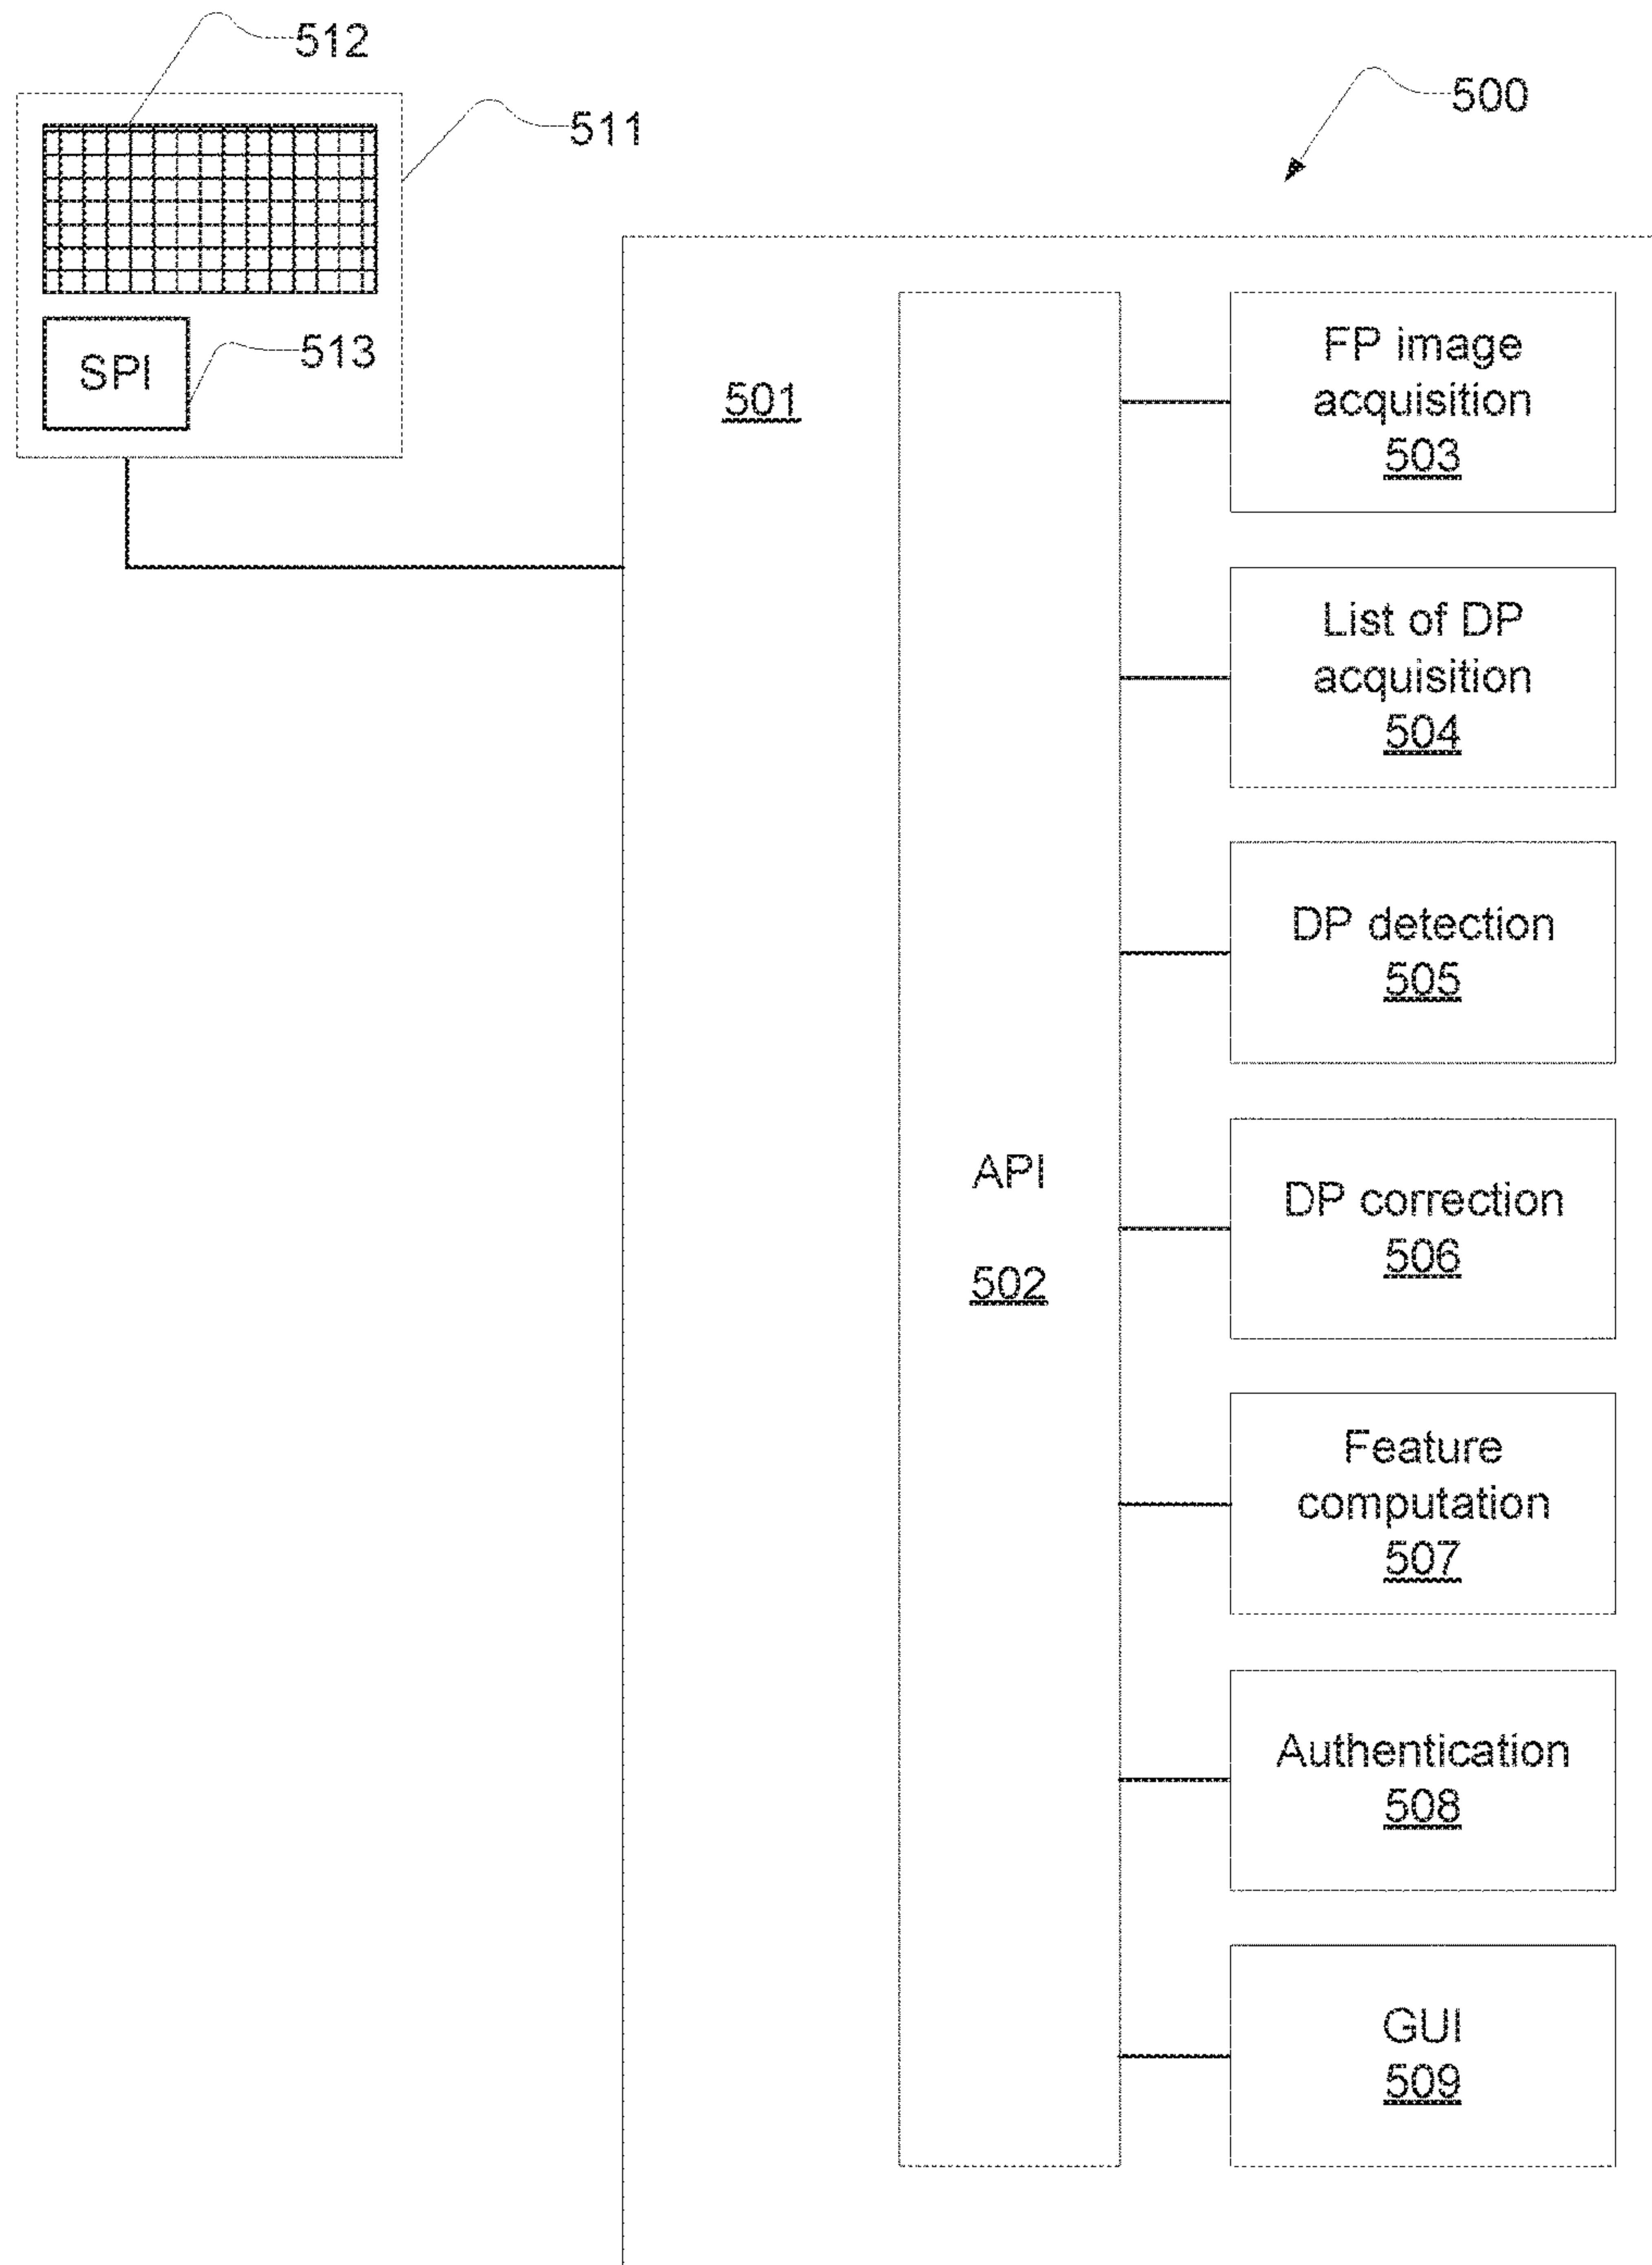 512
500
511
SPI
513
501
FP image
acquisition
503
List of DP
acquisition
504
DP detection
505
API
502
DP correction
506
Feature
computation
507
Authentication
508
GUI
509